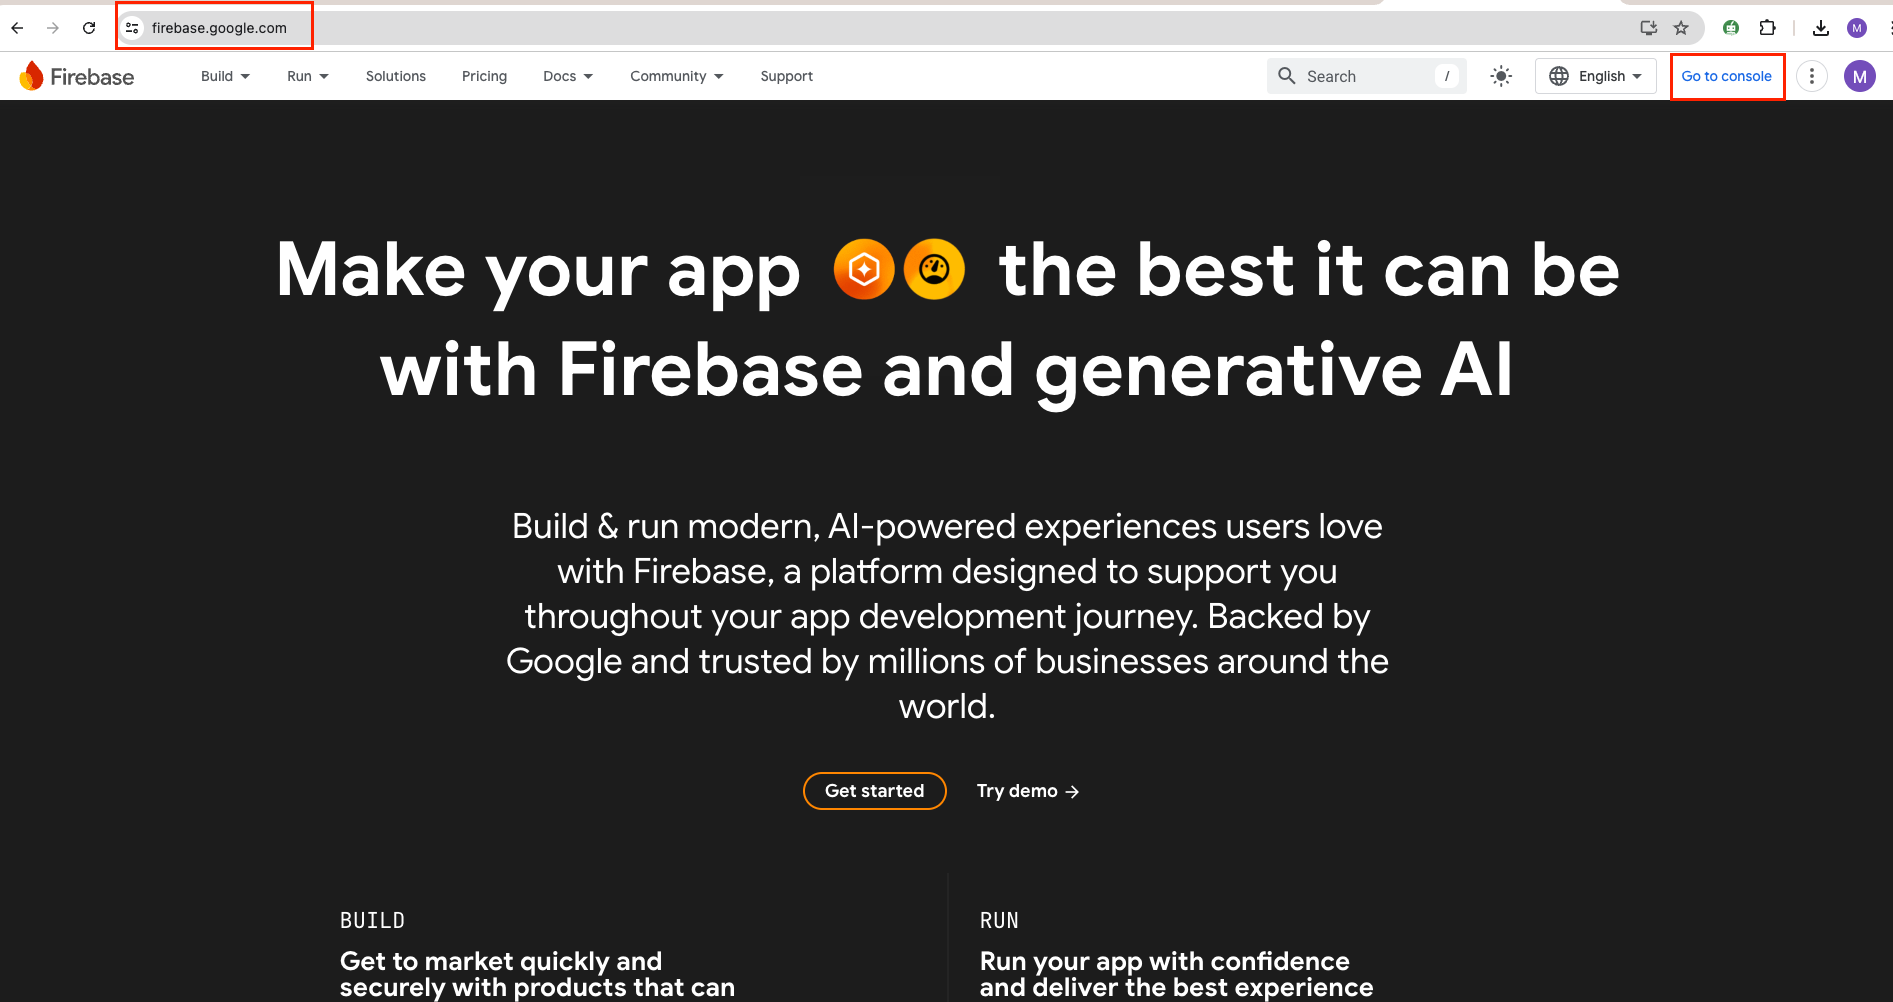 firebase.google.com
M
Firebase
Build
Run
Solutions
Pricing
Docs
Community
Support
Search
/
English
Go to console
M
Make your app the best it can be
with Firebase and generative AI
Build & run modern, AI-powered experiences users love
with Firebase, a platform designed to support you
throughout your app development journey. Backed by
Google and trusted by millions of businesses around the
world.
Get started
Try demo →
BUILD
Get to market quickly and
securely with products that can
RUN
Run your app with confidence
and deliver the best experience